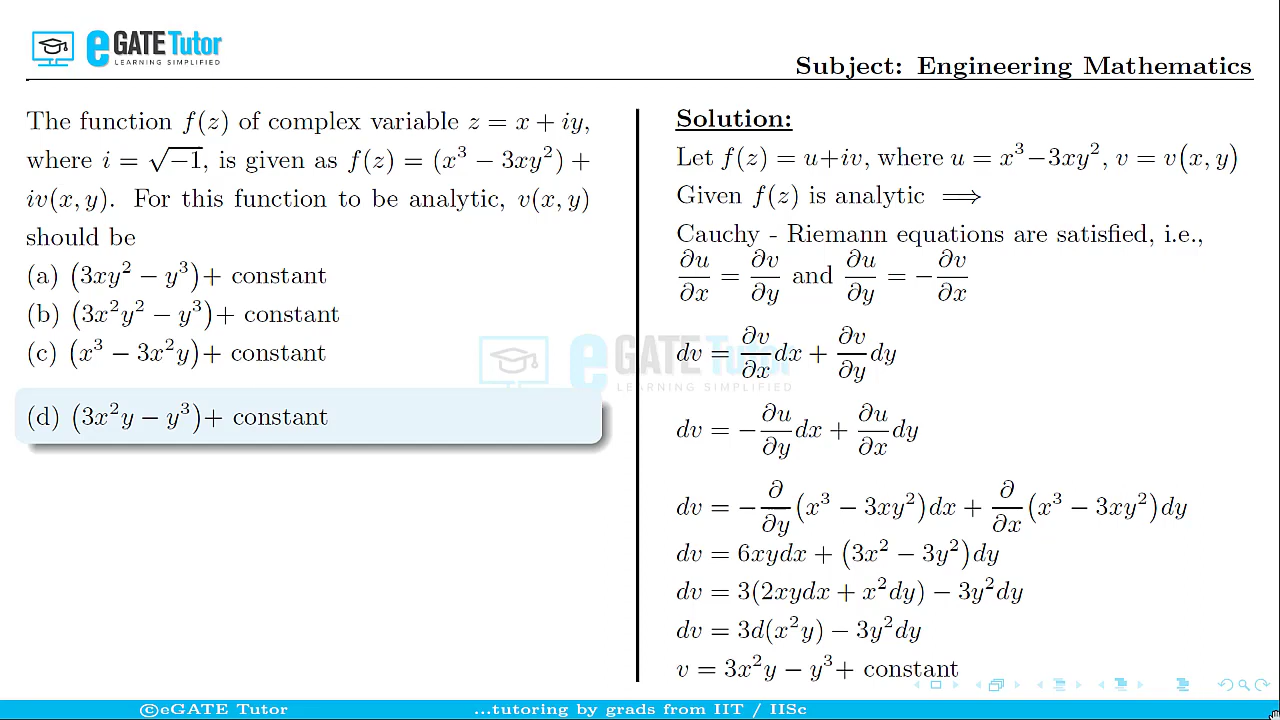 eGATE Tutor
LEARNING SIMPLIFIED
Subject: Engineering Mathematics
The function f(z) of complex variable z = x + iy,
where i = √−1, is given as f(z) = (x³ − 3xy²) +
iv(x, y). For this function to be analytic, v(x, y)
should be
(a) (3xy² − y³)+ constant
(b) (3x²y² − y³)+ constant
(c) (x³ − 3x²y)+ constant
(d) (3x²y − y³)+ constant
Solution:
Let f(z) = u+iv, where u = x³−3xy², v = v(x, y)
Given f(z) is analytic ⟹
Cauchy - Riemann equations are satisfied, i.e.,
∂u/∂x = ∂v/∂y and ∂u/∂y = −∂v/∂x
dv = ∂v/∂x dx + ∂v/∂y dy
dv = −∂u/∂y dx + ∂u/∂x dy
dv = −∂/∂y (x³ − 3xy²)dx + ∂/∂x (x³ − 3xy²)dy
dv = 6xydx + (3x² − 3y²)dy
dv = 3(2xydx + x²dy) − 3y²dy
dv = 3d(x²y) − 3y²dy
v = 3x²y − y³+ constant
eGATE Tutor
LEARNING SIMPLIFIED
©eGATE Tutor
...tutoring by grads from IIT / IISc